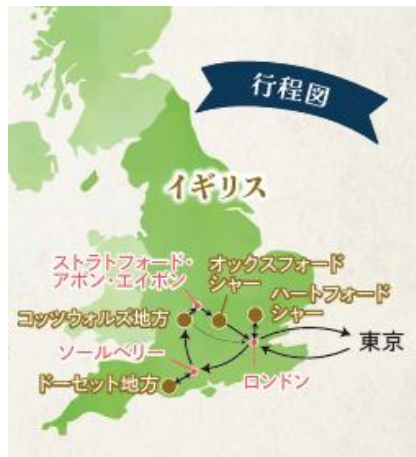 行程図
イギリス
ストラトフォード・
アポン・エイボン
オックスフォード
シャー
ハートフォード
シャー
コッツウォルズ地方
ソールベリー
ドーセット地方
ロンドン
東京